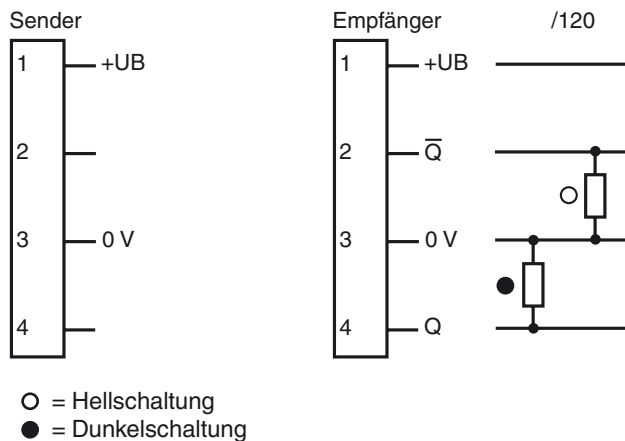 Sender
1 +UB
2
3 0 V
4
Empfänger /120
1 +UB
2 Q̅
3 0 V
4 Q
= Hellschaltung
= Dunkelschaltung